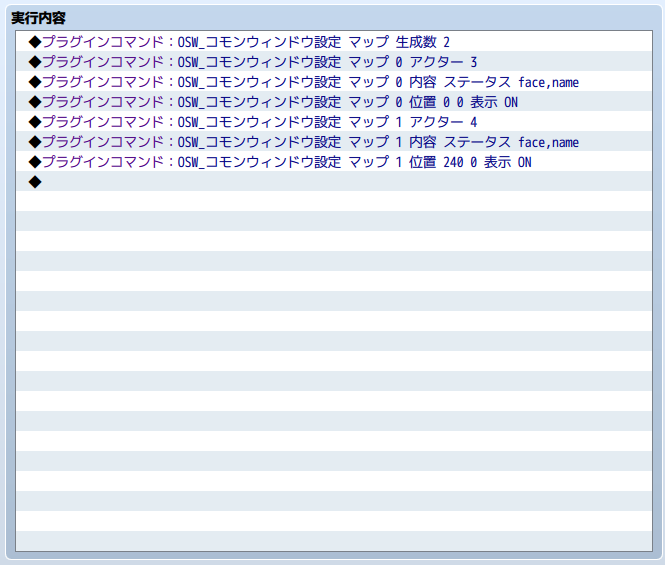 実行内容
◆プラグインコマンド：OSW_コモンウィンドウ設定 マップ 生成数 2
◆プラグインコマンド：OSW_コモンウィンドウ設定 マップ 0 アクター 3
◆プラグインコマンド：OSW_コモンウィンドウ設定 マップ 0 内容 ステータス face,name
◆プラグインコマンド：OSW_コモンウィンドウ設定 マップ 0 位置 0 0 表示 ON
◆プラグインコマンド：OSW_コモンウィンドウ設定 マップ 1 アクター 4
◆プラグインコマンド：OSW_コモンウィンドウ設定 マップ 1 内容 ステータス face,name
◆プラグインコマンド：OSW_コモンウィンドウ設定 マップ 1 位置 240 0 表示 ON
◆